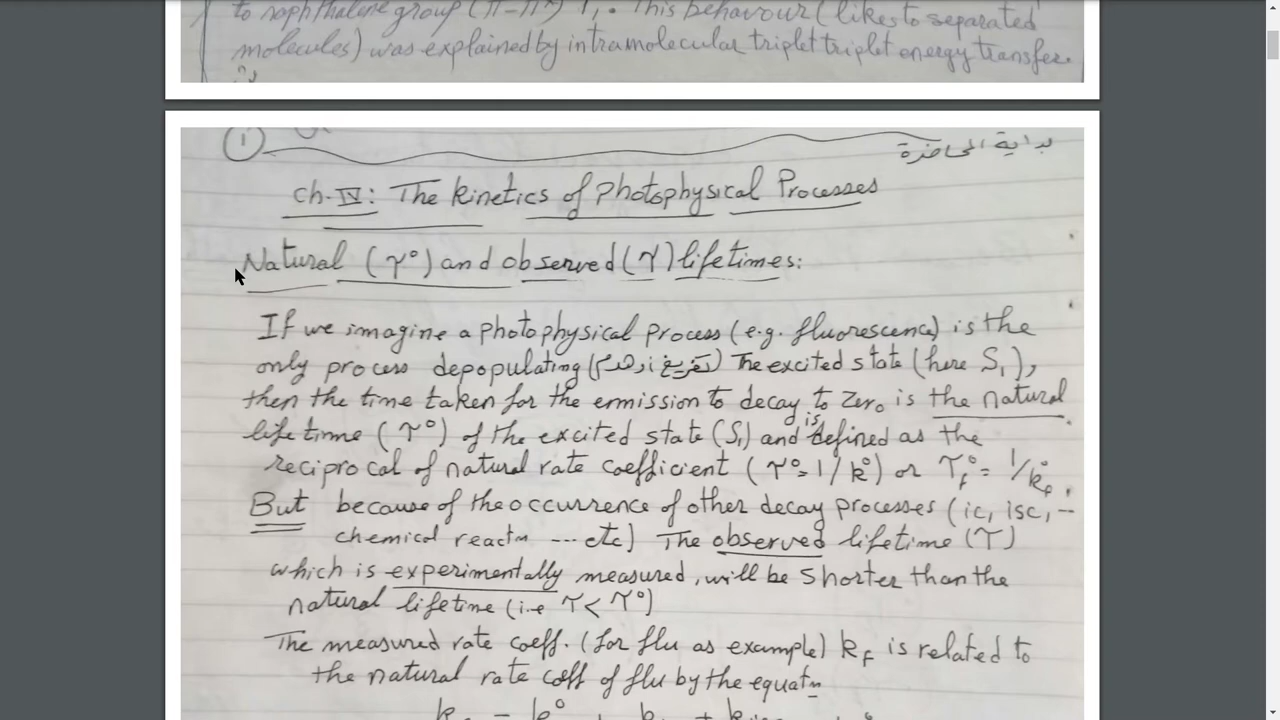 to naphthalene group (π-π*) T₁. This behaviour (likes to separated
molecules) was explained by intramolecular triplet triplet energy transfer.
① بداية المحاضرة
Ch-IV: The kinetics of Photophysical Processes
Natural (τ°) and observed (τ) lifetimes:
If we imagine a photophysical process (e.g. fluorescence) is the
only process depopulating (تفريغ) The excited state (here S₁),
then the time taken for the emission to decay to zero is the natural
life time (τ°) of the excited state (S₁) and is defined as the
reciprocal of natural rate coefficient (τ°=1/k°) or τ°f = 1/k°f.
But because of the occurrence of other decay processes (ic, isc, --
chemical reactn --- etc) The observed lifetime (τ)
which is experimentally measured, will be shorter than the
natural lifetime (i.e τ < τ°)
The measured rate coeff. (for flu as example) kF is related to
the natural rate coeff of flu by the equatn